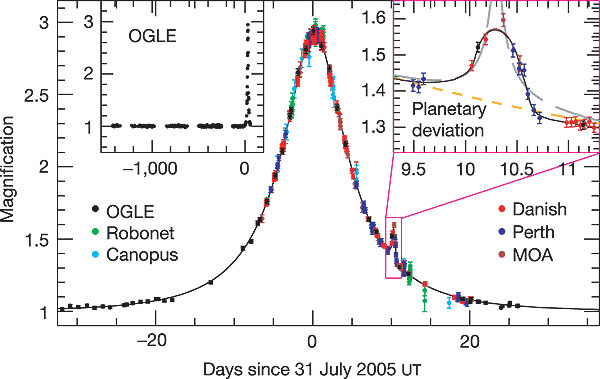 OGLE
3
2
1
−1,000
0
1.6
1.5
1.4
1.3
Planetary deviation
9.5
10
10.5
11
3
2.5
2
1.5
1
Magnification
OGLE
Robonet
Canopus
Danish
Perth
MOA
−20
0
20
Days since 31 July 2005 UT